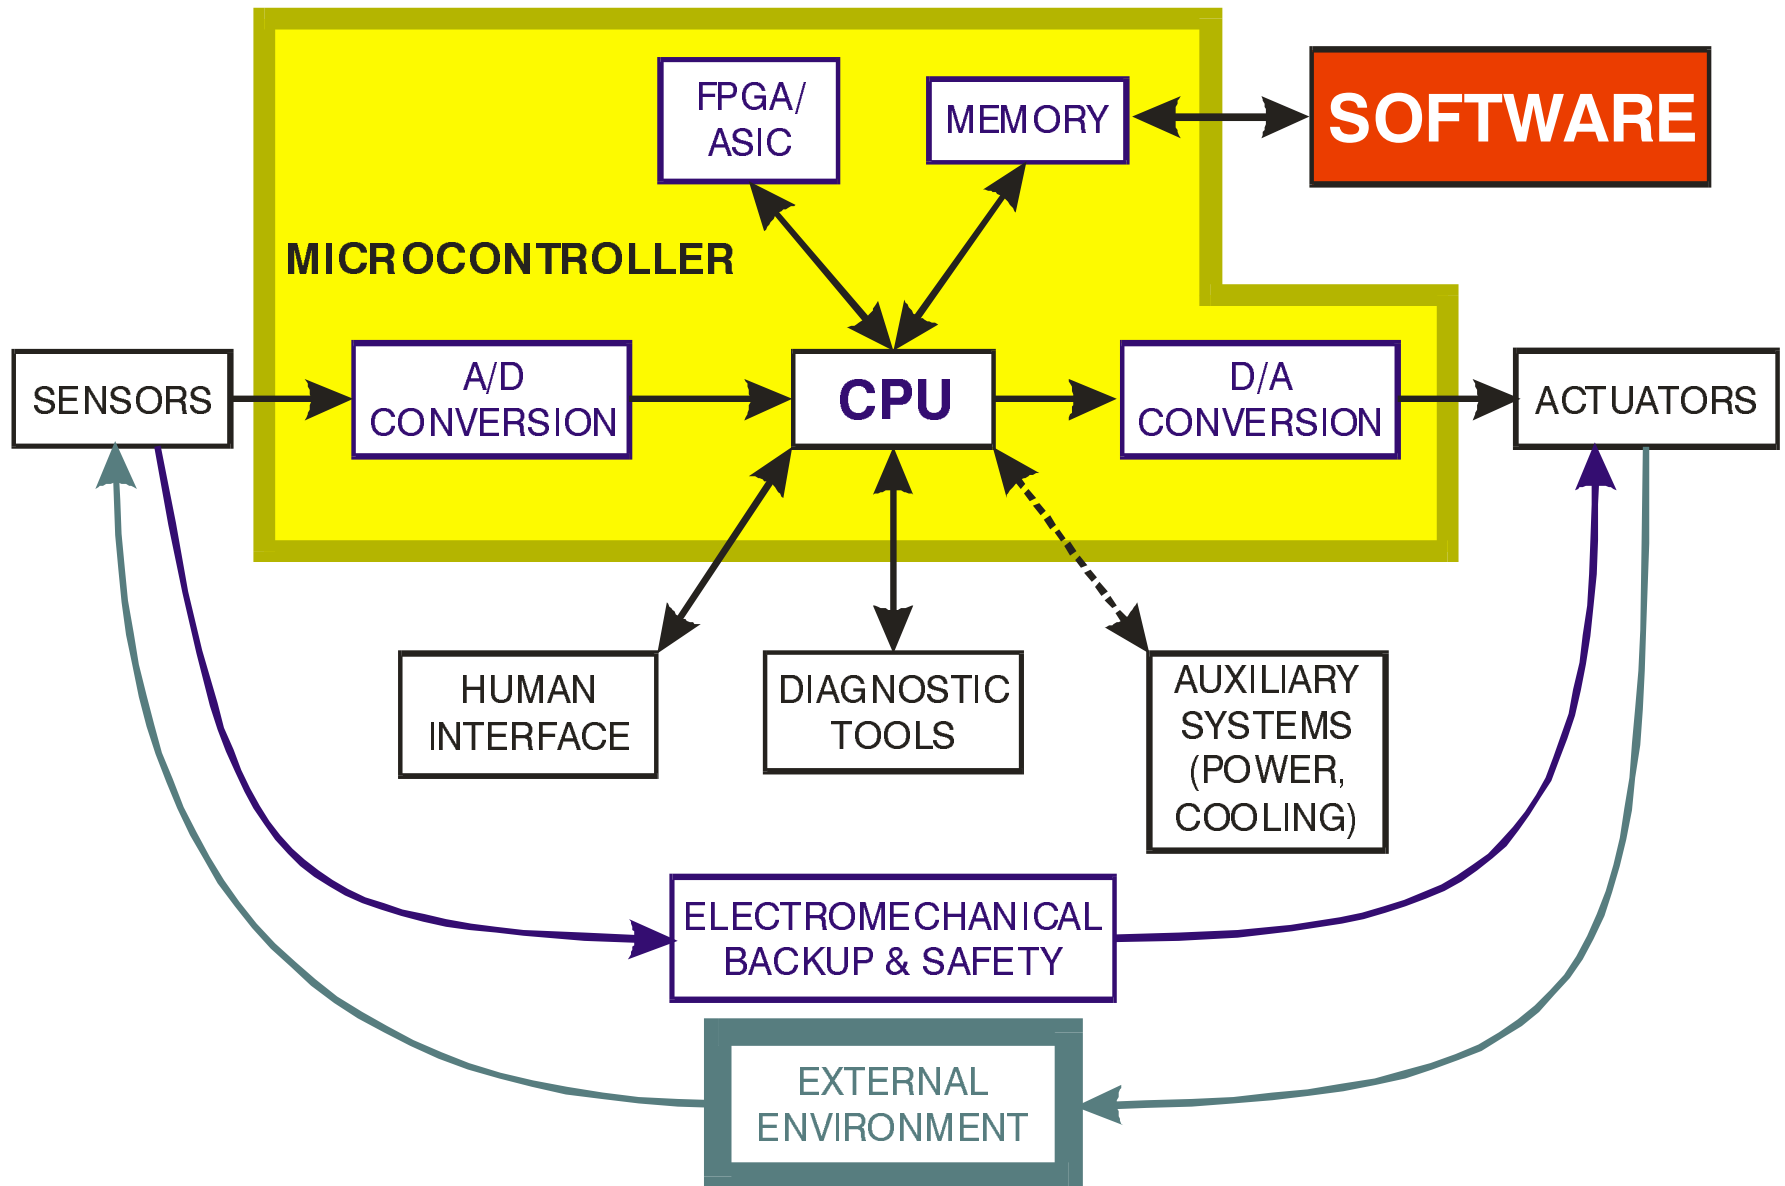 FPGA/
ASIC
MEMORY
SOFTWARE
MICROCONTROLLER
SENSORS
A/D
CONVERSION
CPU
D/A
CONVERSION
ACTUATORS
HUMAN
INTERFACE
DIAGNOSTIC
TOOLS
AUXILIARY
SYSTEMS
(POWER,
COOLING)
ELECTROMECHANICAL
BACKUP & SAFETY
EXTERNAL
ENVIRONMENT